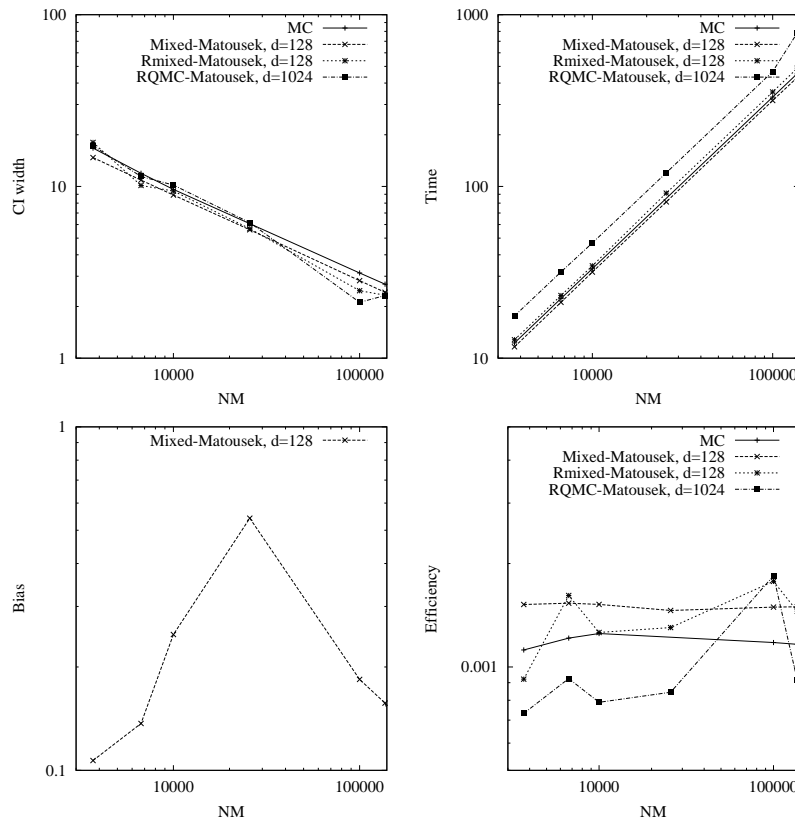 100
10
1
10000
100000
CI width
NM
MC
Mixed-Matousek, d=128
Rmixed-Matousek, d=128
RQMC-Matousek, d=1024
1000
100
10
10000
100000
Time
NM
MC
Mixed-Matousek, d=128
Rmixed-Matousek, d=128
RQMC-Matousek, d=1024
1
0.1
10000
100000
Bias
NM
Mixed-Matousek, d=128
0.001
10000
100000
Efficiency
NM
MC
Mixed-Matousek, d=128
Rmixed-Matousek, d=128
RQMC-Matousek, d=1024